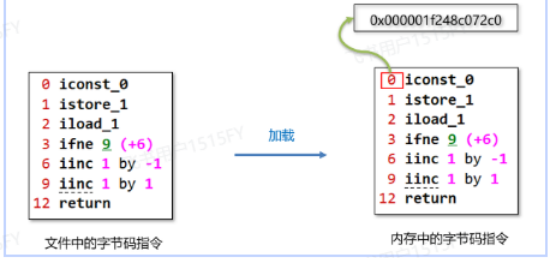 0x000001f248c072c0
0 iconst_0
1 istore_1
2 iload_1
3 ifne 9 (+6)
6 iinc 1 by -1
9 iinc 1 by 1
12 return
文件中的字节码指令
加载
0 iconst_0
1 istore_1
2 iload_1
3 ifne 9 (+6)
6 iinc 1 by -1
9 iinc 1 by 1
12 return
内存中的字节码指令